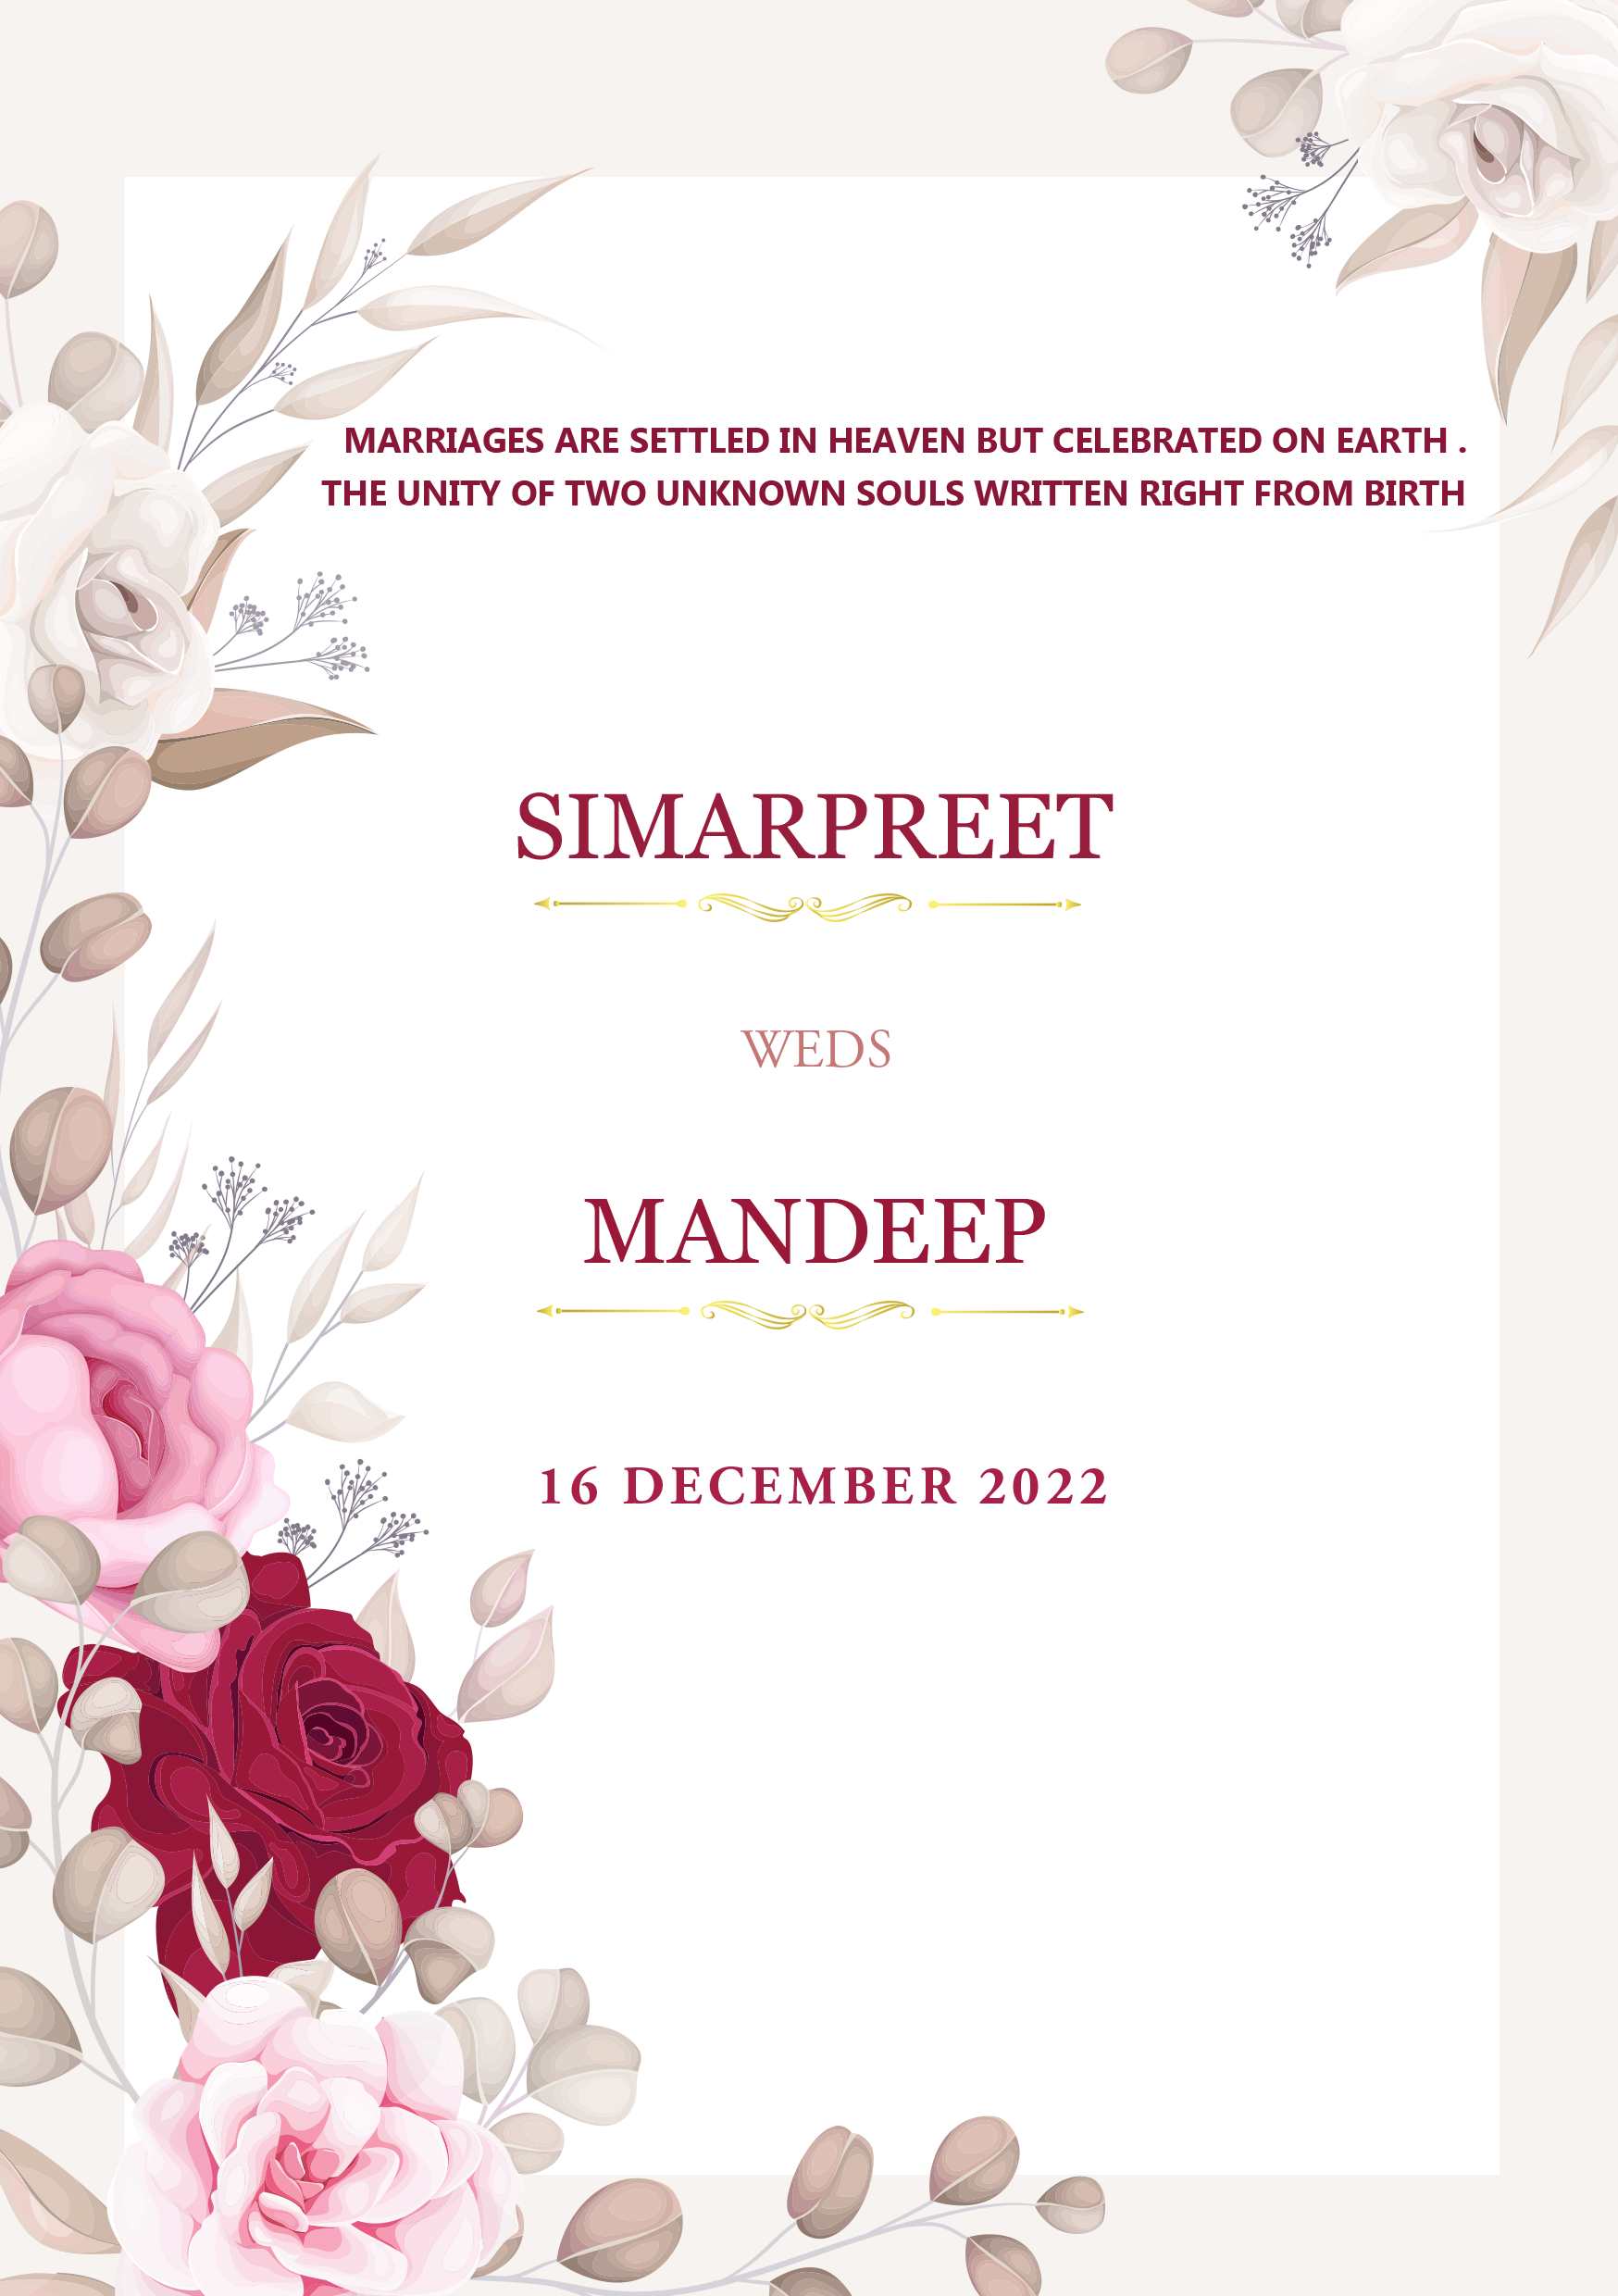 MARRIAGES ARE SETTLED IN HEAVEN BUT CELEBRATED ON EARTH .
THE UNITY OF TWO UNKNOWN SOULS WRITTEN RIGHT FROM BIRTH
SIMARPREET
WEDS
MANDEEP
16 DECEMBER 2022